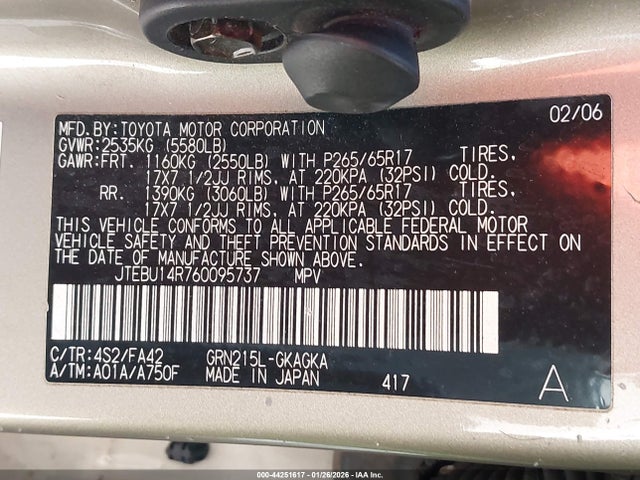 02/06
MFD.BY:TOYOTA MOTOR CORPORATION
GVWR:2535KG (5580LB)
GAWR:FRT. 1160KG (2550LB) WITH P265/65R17 TIRES,
17X7 1/2JJ RIMS, AT 220KPA (32PSI) COLD.
RR. 1390KG (3060LB) WITH P265/65R17 TIRES,
17X7 1/2JJ RIMS, AT 220KPA (32PSI) COLD.
THIS VEHICLE CONFORMS TO ALL APPLICABLE FEDERAL MOTOR
VEHICLE SAFETY AND THEFT PREVENTION STANDARDS IN EFFECT ON
THE DATE OF MANUFACTURE SHOWN ABOVE.
JTEBU14R760095737 MPV
C/TR:4S2/FA42 GRN215L-GKAGKA
A/TM:A01A/A750F MADE IN JAPAN 417 A
000-44251617 - 01/26/2026 - IAA Inc.